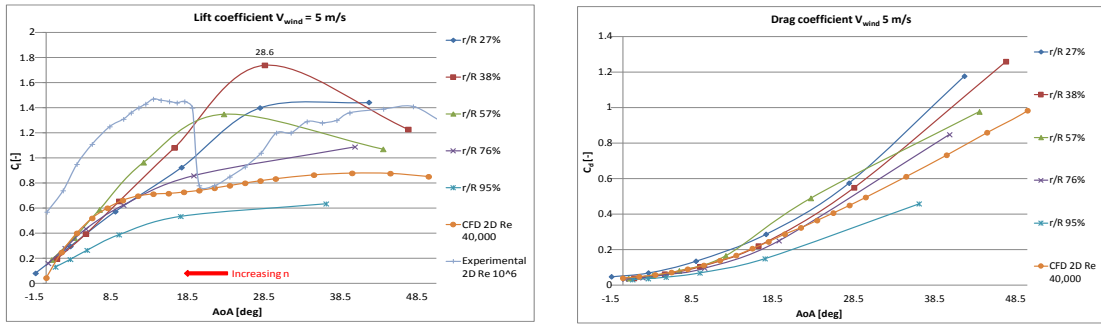 Lift coefficient Vwind = 5 m/s
2
1.8
1.6
1.4
1.2
1
0.8
0.6
0.4
0.2
0
Cl[-]
28.6
Increasing n
-1.5 8.5 18.5 28.5 38.5 48.5
AoA [deg]
r/R 27%
r/R 38%
r/R 57%
r/R 76%
r/R 95%
CFD 2D Re
40,000
Experimental
2D Re 10^6
Drag coefficient Vwind 5 m/s
1.4
1.2
1
0.8
0.6
0.4
0.2
0
Cd [-]
-1.5 8.5 18.5 28.5 38.5 48.5
AoA [deg]
r/R 27%
r/R 38%
r/R 57%
r/R 76%
r/R 95%
CFD 2D Re
40,000